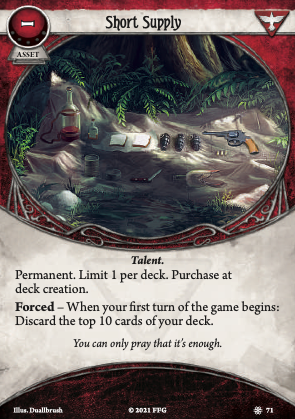 Short Supply
ASSET
Talent.
Permanent. Limit 1 per deck. Purchase at
deck creation.
Forced – When your first turn of the game begins:
Discard the top 10 cards of your deck.
You can only pray that it's enough.
Illus. Duallbrush
© 2021 FFG
71